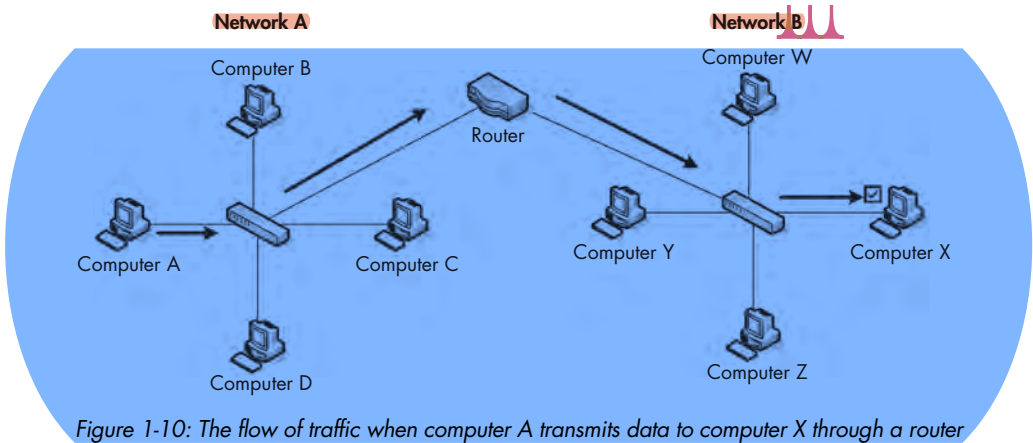 Network A
Network B
Computer B
Computer W
Router
Computer A
Computer C
Computer Y
Computer X
Computer D
Computer Z
Figure 1-10: The flow of traffic when computer A transmits data to computer X through a router